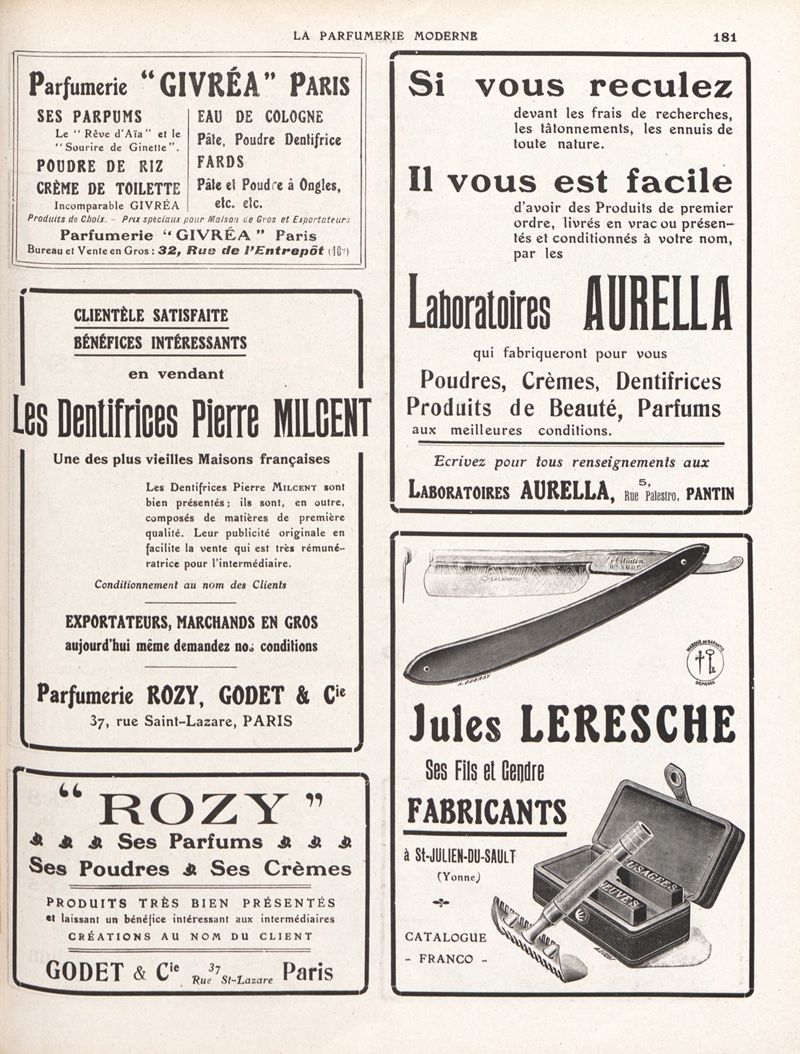 LA PARFUMERIE MODERNE
181
Parfumerie "GIVRÉA" PARIS
SES PARFUMS
Le "Rêve d'Aïa" et le
"Sourire de Ginette".
POUDRE DE RIZ
CRÈME DE TOILETTE
Incomparable GIVRÉA
EAU DE COLOGNE
Pâte, Poudre Dentifrice
FARDS
Pâte et Poudre à Ongles,
etc. etc.
Produits de Choix. - Prix spéciaux pour Maison de Gros et Exportateurs
Parfumerie "GIVRÉA" Paris
Bureau et Vente en Gros : 32, Rue de l'Entrepôt (10e)
CLIENTÈLE SATISFAITE
BÉNÉFICES INTÉRESSANTS
en vendant
Les Dentifrices Pierre MILCENT
Une des plus vieilles Maisons françaises
Les Dentifrices Pierre MILCENT sont
bien présentés ; ils sont, en outre,
composés de matières de première
qualité. Leur publicité originale en
facilite la vente qui est très rémuné-
ratrice pour l'intermédiaire.
Conditionnement au nom des Clients
EXPORTATEURS, MARCHANDS EN GROS
aujourd'hui même demandez nos conditions
Parfumerie ROZY, GODET & Cie
37, rue Saint-Lazare, PARIS
"ROZY"
Ses Parfums
Ses Poudres Ses Crèmes
PRODUITS TRÈS BIEN PRÉSENTÉS
et laissant un bénéfice intéressant aux intermédiaires
CRÉATIONS AU NOM DU CLIENT
GODET & Cie 37 Rue St-Lazare Paris
Si vous reculez
devant les frais de recherches,
les tâtonnements, les ennuis de
toute nature.
Il vous est facile
d'avoir des Produits de premier
ordre, livrés en vrac ou présen-
tés et conditionnés à votre nom,
par les
Laboratoires AURELLA
qui fabriqueront pour vous
Poudres, Crèmes, Dentifrices
Produits de Beauté, Parfums
aux meilleures conditions.
Ecrivez pour tous renseignements aux
LABORATOIRES AURELLA, 5, Rue Palestro, PANTIN
MARQUE DE GARANTIE
DÉPOSÉE
Jules LERESCHE
Ses Fils et Gendre
FABRICANTS
à St-JULIEN-DU-SAULT
(Yonne)
CATALOGUE
- FRANCO -
USAGÉES
NEUVES